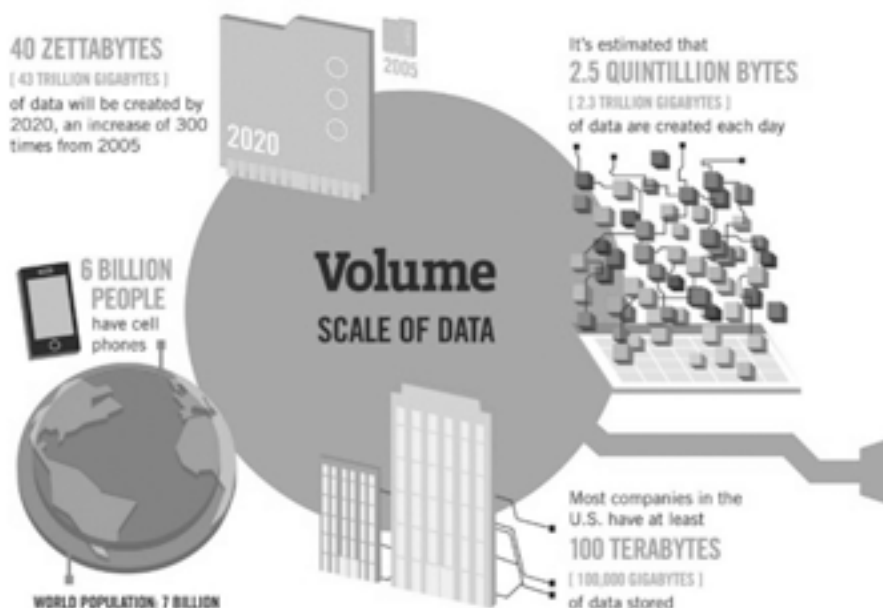 40 ZETTABYTES
[ 43 TRILLION GIGABYTES ]
of data will be created by
2020, an increase of 300
times from 2005
2020
2005
It's estimated that
2.5 QUINTILLION BYTES
[ 2.3 TRILLION GIGABYTES ]
of data are created each day
6 BILLION
PEOPLE
have cell
phones
Volume
SCALE OF DATA
WORLD POPULATION: 7 BILLION
Most companies in the
U.S. have at least
100 TERABYTES
[ 100,000 GIGABYTES ]
of data stored